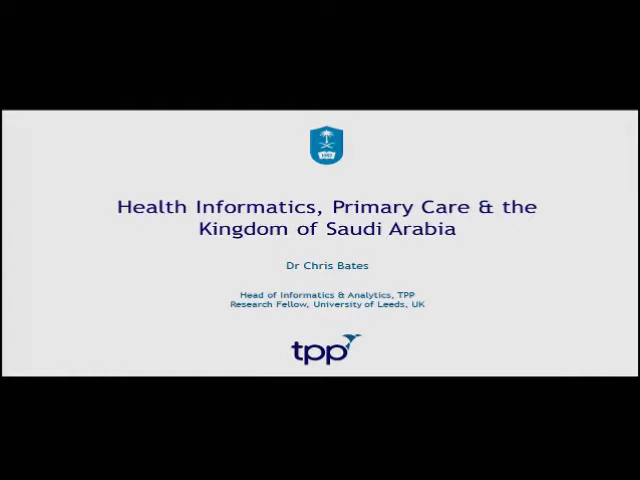 1957
Health Informatics, Primary Care & the
Kingdom of Saudi Arabia
Dr Chris Bates
Head of Informatics & Analytics, TPP
Research Fellow, University of Leeds, UK
tpp